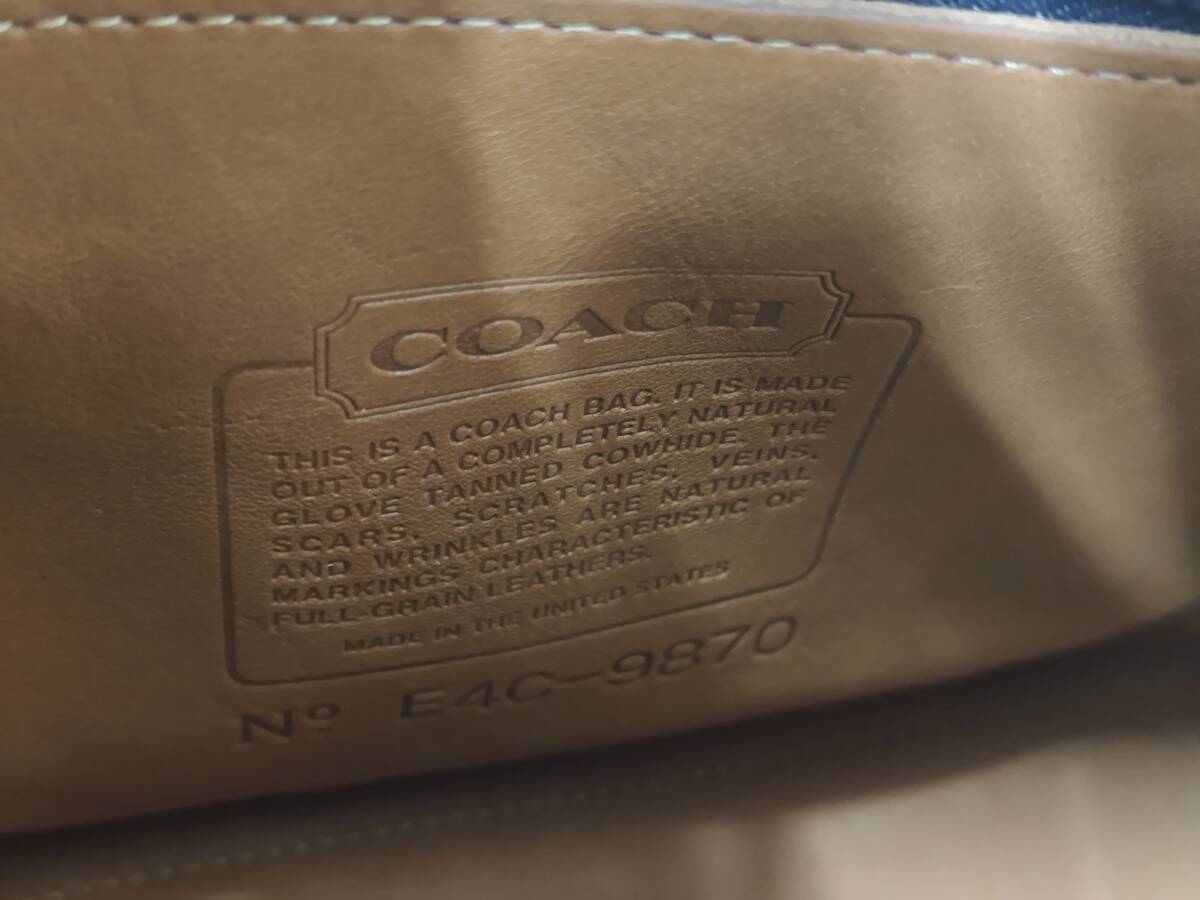 COACH
THIS IS A COACH BAG. IT IS MADE
OUT OF A COMPLETELY NATURAL
GLOVE TANNED COWHIDE. THE
SCARS, SCRATCHES, VEINS,
AND WRINKLES ARE NATURAL
MARKINGS CHARACTERISTIC OF
FULL-GRAIN LEATHERS.
MADE IN THE UNITED STATES
Nº E4C-9870